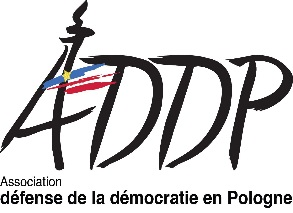 ADDP
Association
défense de la démocratie en Pologne